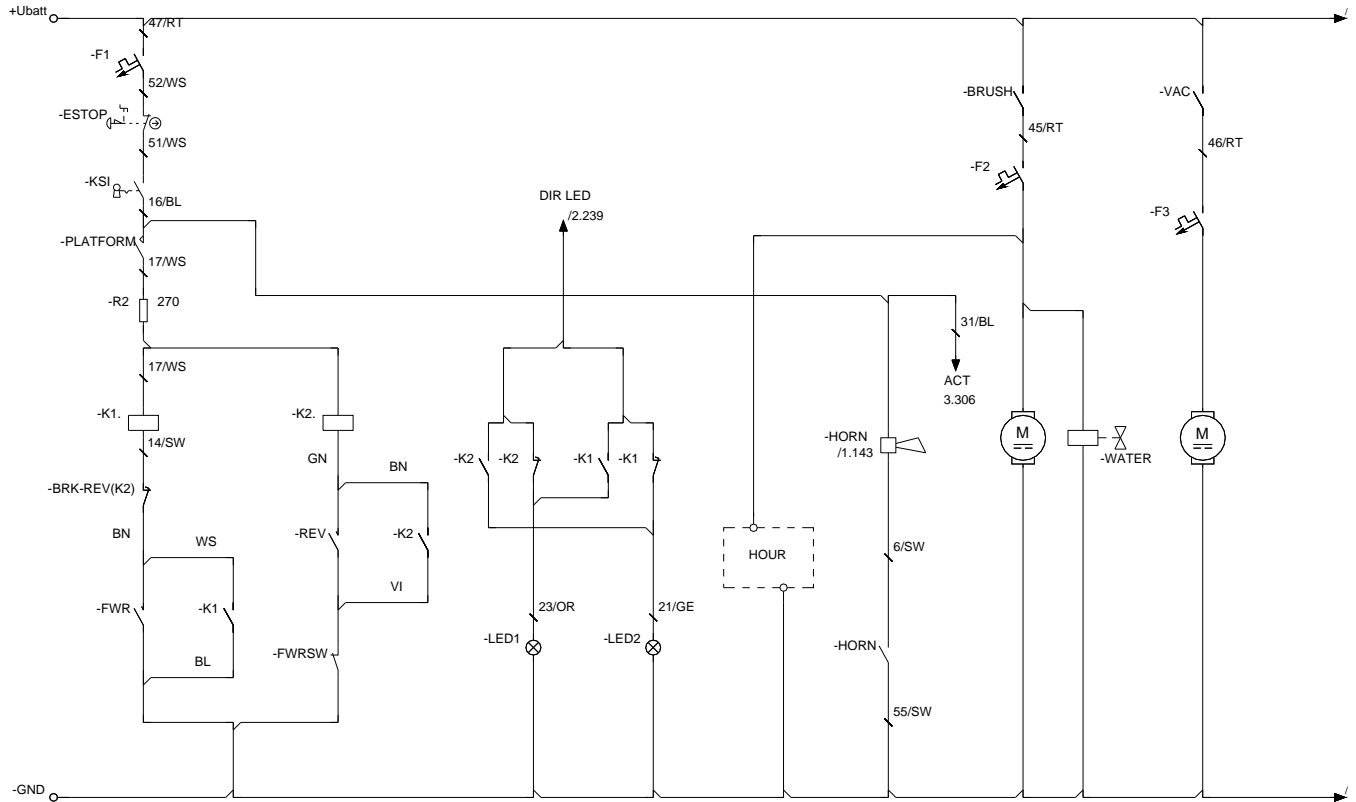 +Ubatt
/
47/RT
-F1
52/WS
-ESTOP
51/WS
-KSI
16/BL
-PLATFORM
17/WS
-R2 270
17/WS
-K1.
-K2.
14/SW
GN
BN
-BRK-REV(K2)
BN
WS
-REV
-K2
VI
-FWR
-K1
BL
-FWRSW
DIR LED
/2.239
-K2
-K2
-K1
-K1
23/OR
21/GE
-LED1
-LED2
HOUR
31/BL
ACT
3.306
-HORN
/1.143
6/SW
-HORN
55/SW
-BRUSH
45/RT
-F2
M
-WATER
-VAC
46/RT
-F3
M
-GND
/